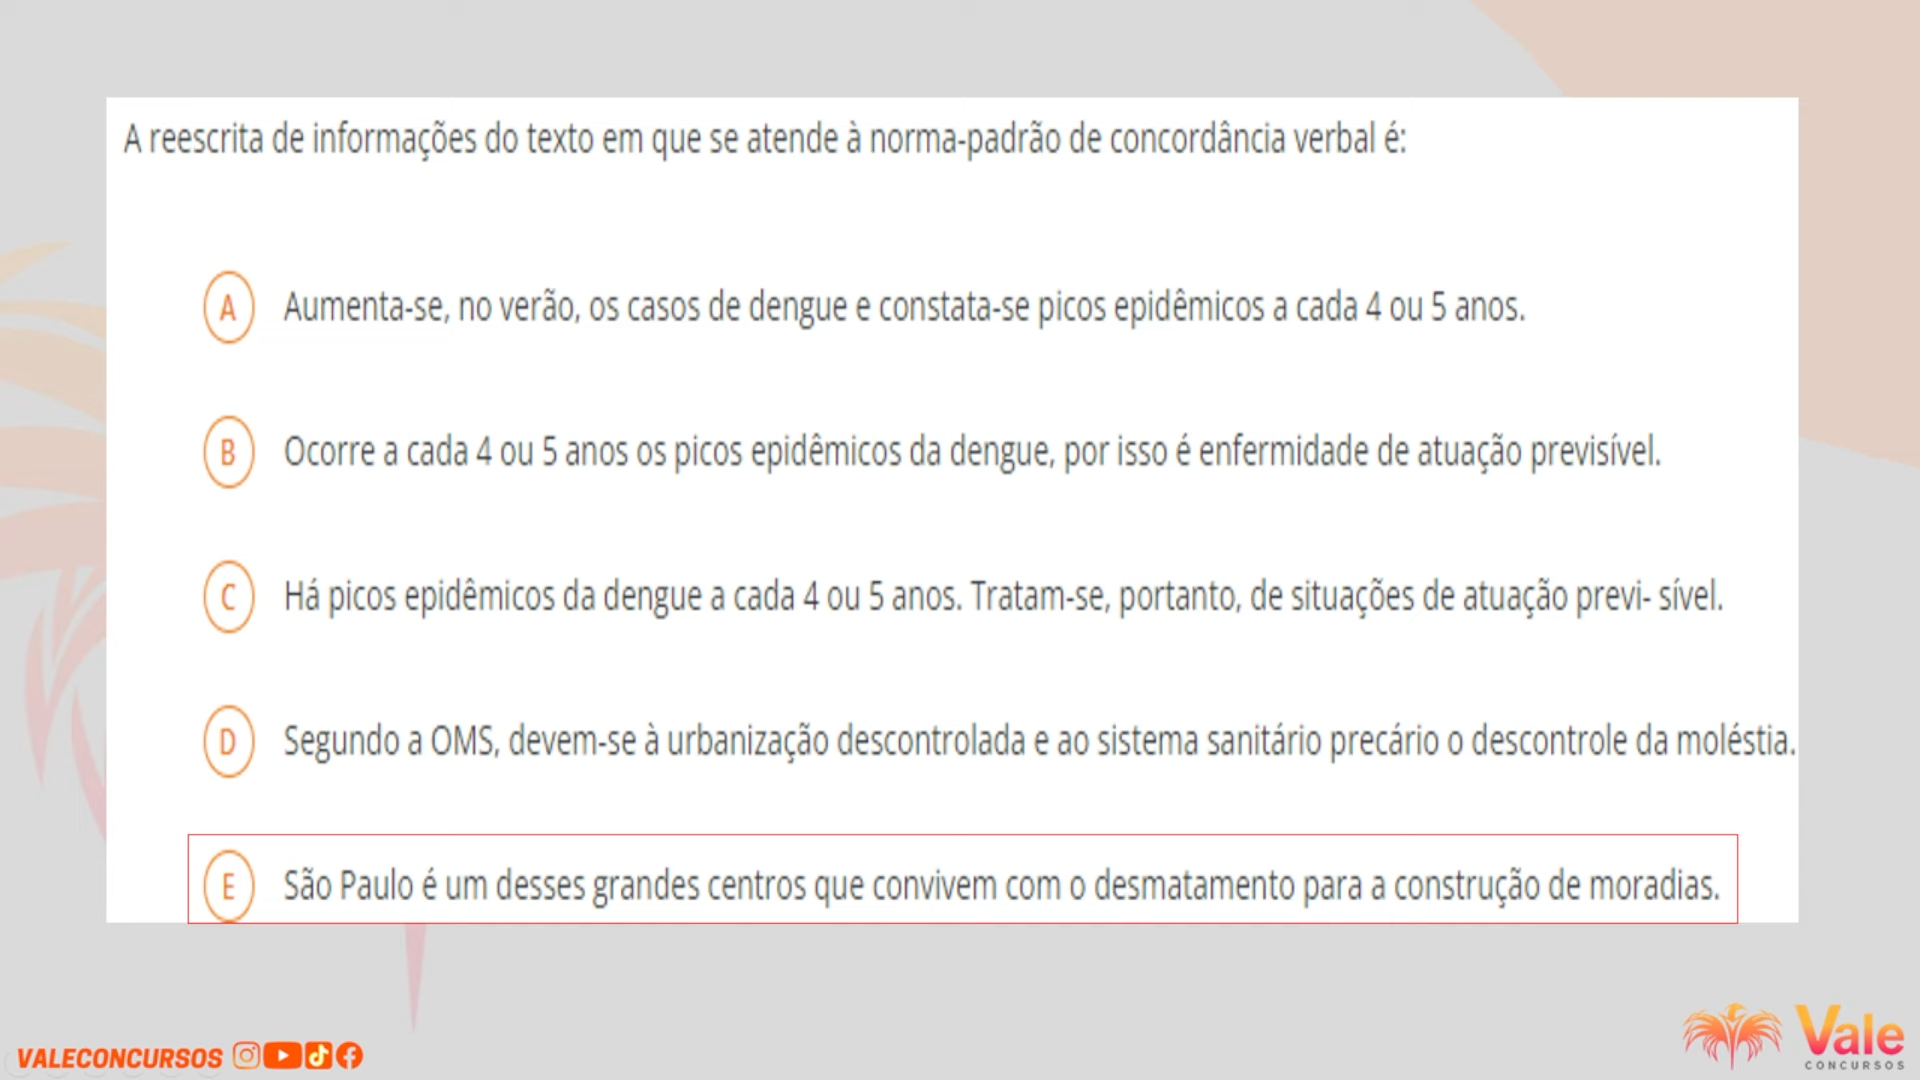 A reescrita de informações do texto em que se atende à norma-padrão de concordância verbal é:
A Aumenta-se, no verão, os casos de dengue e constata-se picos epidêmicos a cada 4 ou 5 anos.
B Ocorre a cada 4 ou 5 anos os picos epidêmicos da dengue, por isso é enfermidade de atuação previsível.
C Há picos epidêmicos da dengue a cada 4 ou 5 anos. Tratam-se, portanto, de situações de atuação previ- sível.
D Segundo a OMS, devem-se à urbanização descontrolada e ao sistema sanitário precário o descontrole da moléstia.
E São Paulo é um desses grandes centros que convivem com o desmatamento para a construção de moradias.
VALECONCURSOS
Vale
CONCURSOS